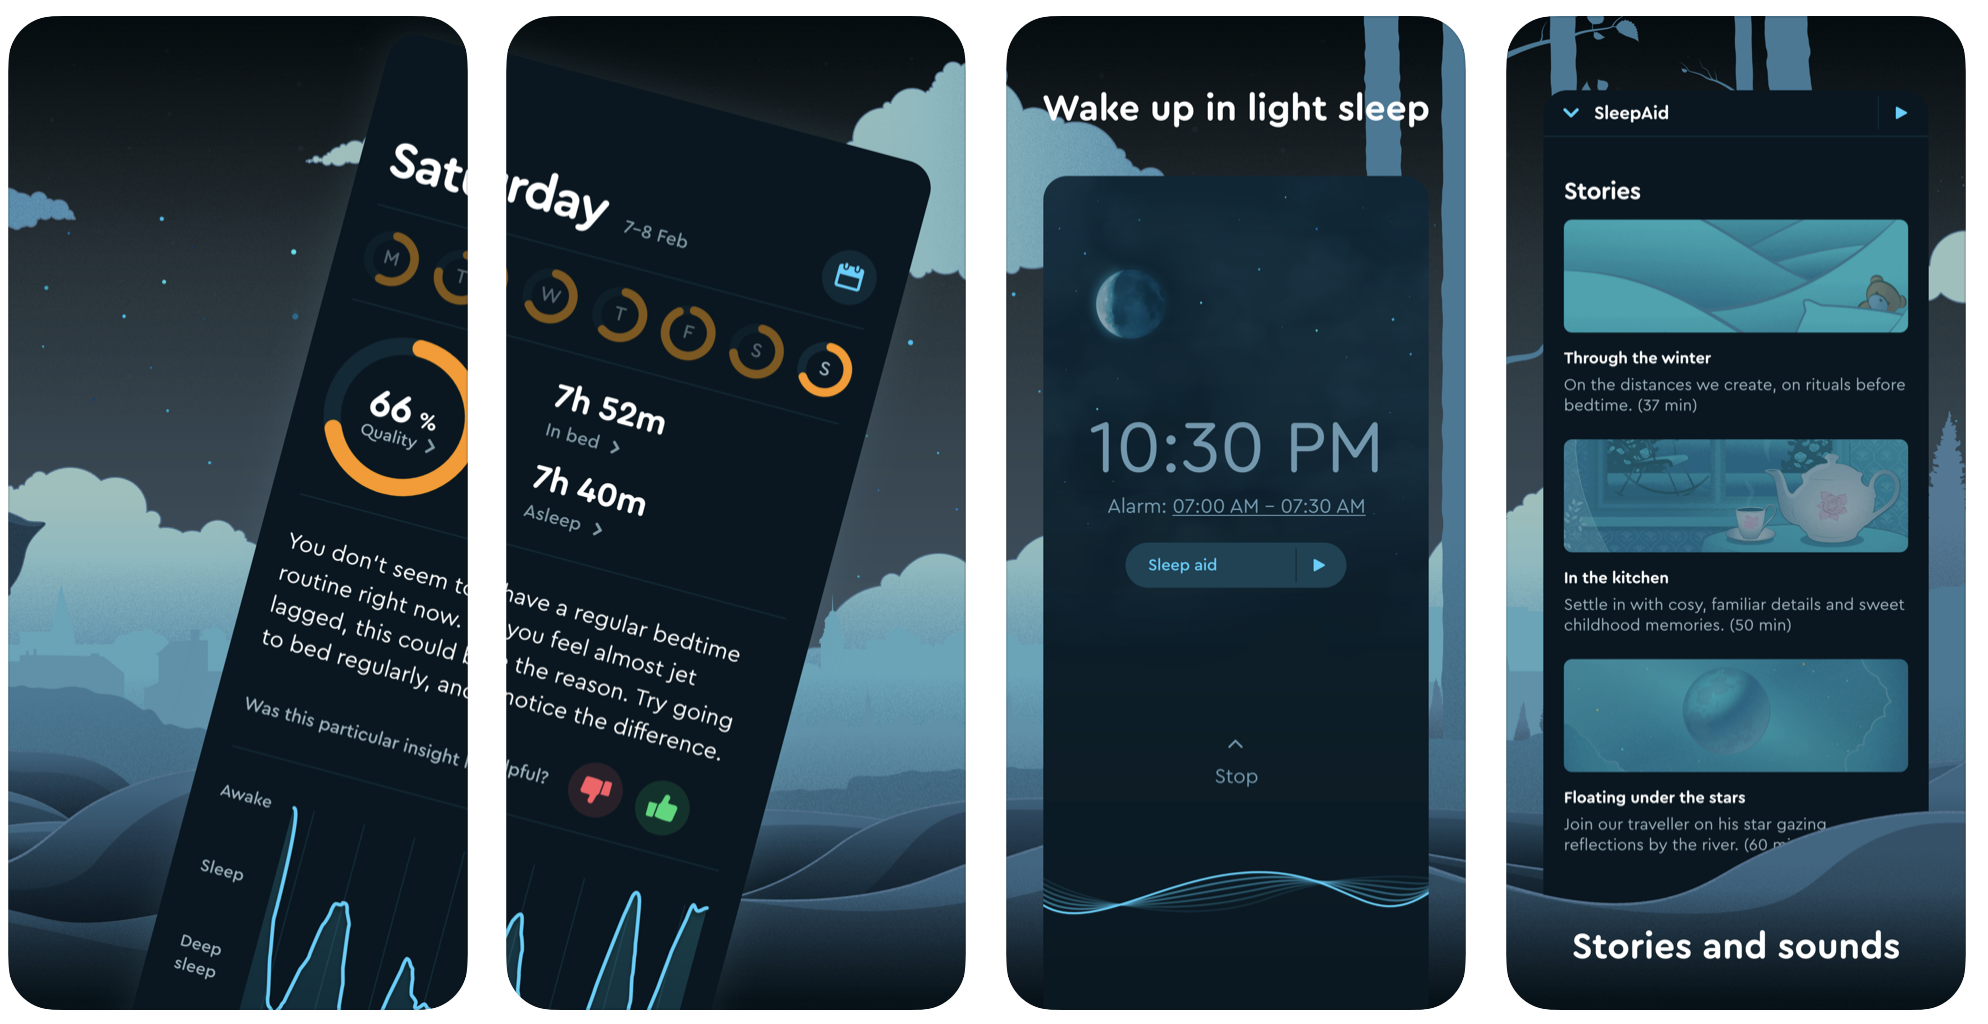 Saturday 7-8 Feb
M T W T F S S
66 %
Quality
7h 52m
In bed
7h 40m
Asleep
You don't seem to have a regular bedtime
routine right now. you feel almost jet
lagged, this could the reason. Try going
to bed regularly, and notice the difference.
Was this particular insight
Awake
Sleep
Deep
sleep
Wake up in light sleep
10:30 PM
Alarm: 07:00 AM – 07:30 AM
Sleep aid
Stop
SleepAid
Stories
Through the winter
On the distances we create, on rituals before
bedtime. (37 min)
In the kitchen
Settle in with cosy, familiar details and sweet
childhood memories. (50 min)
Floating under the stars
Join our traveller on his star gazing
reflections by the river. (60
Stories and sounds